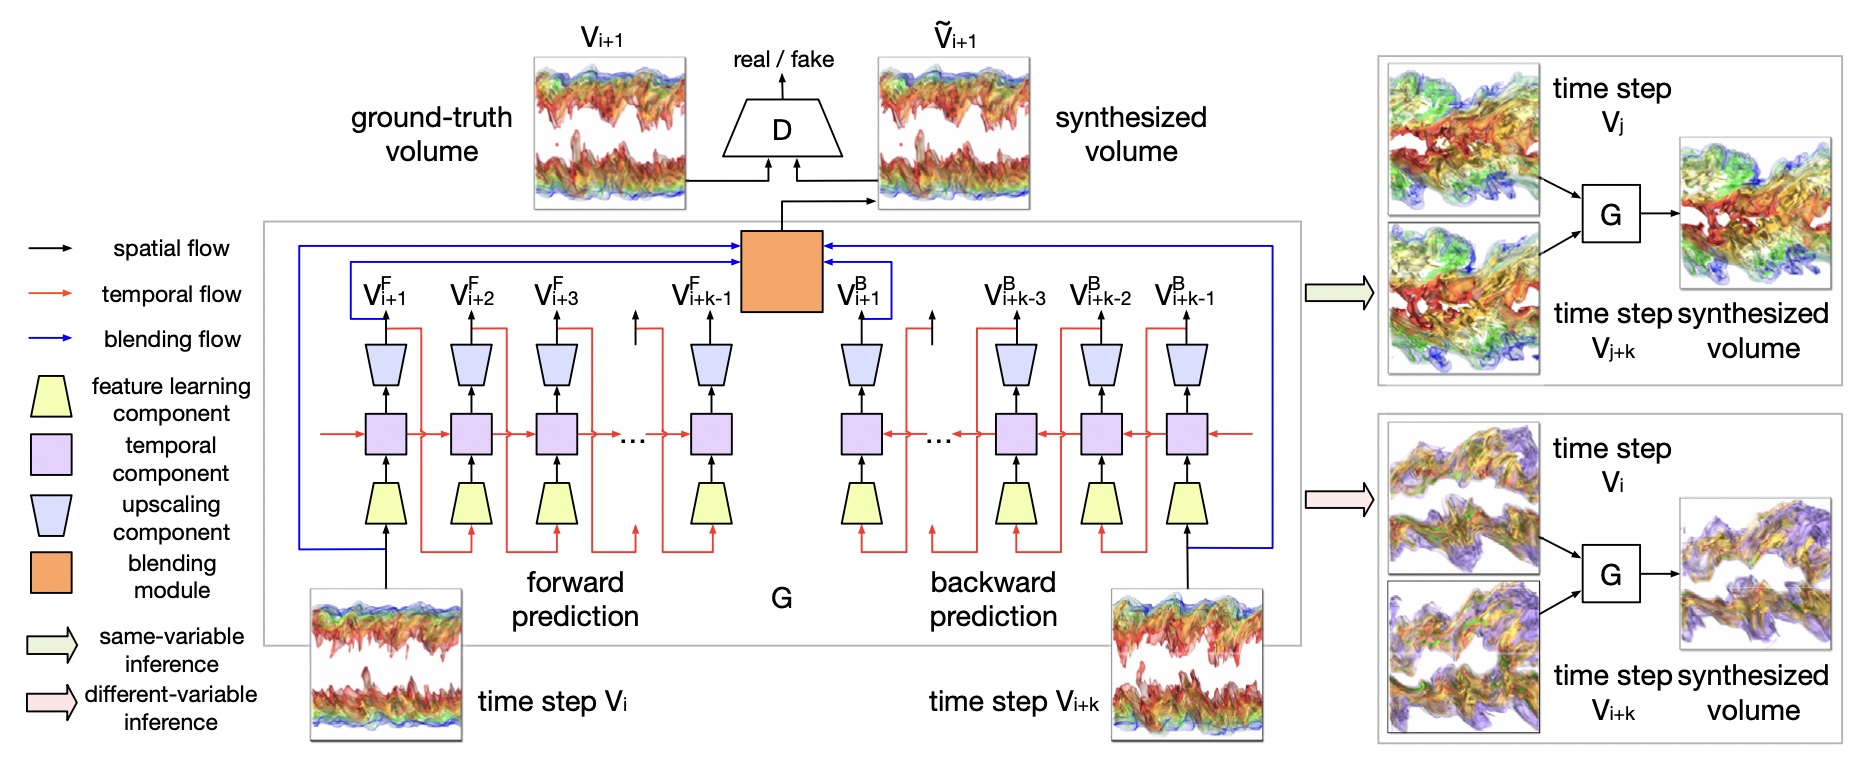 V_{i+1}
Ṽ_{i+1}
real / fake
ground-truth
volume
D
synthesized
volume
spatial flow
temporal flow
blending flow
feature learning
component
temporal
component
upscaling
component
blending
module
same-variable
inference
different-variable
inference
V^F_{i+1}
V^F_{i+2}
V^F_{i+3}
V^F_{i+k-1}
V^B_{i+1}
V^B_{i+k-3}
V^B_{i+k-2}
V^B_{i+k-1}
...
...
forward
prediction
G
backward
prediction
time step V_i
time step V_{i+k}
time step
V_j
G
time step
V_{j+k}
synthesized
volume
time step
V_i
G
time step
V_{i+k}
synthesized
volume